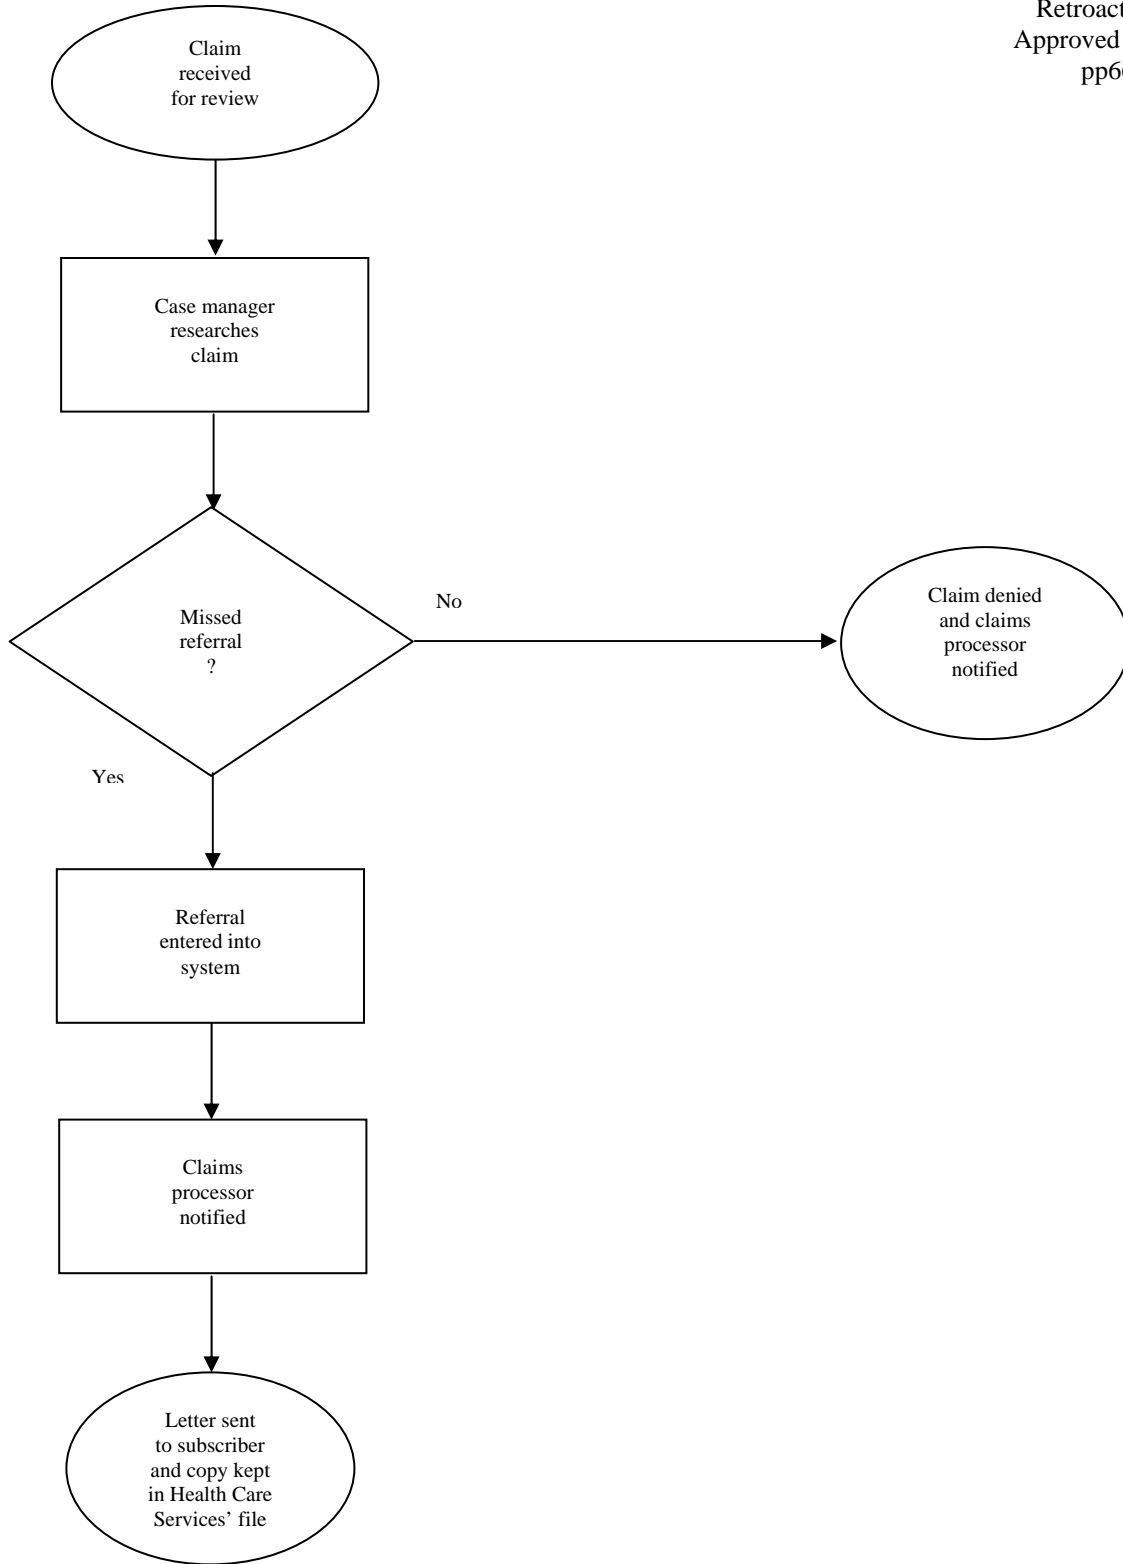 Claim
received
for review
Approved
Case manager
researches
claim
Missed
referral
?
No
Claim denied
and claims
processor
notified
Yes
Referral
entered into
system
Claims
processor
notified
Letter sent
to subscriber
and copy kept
in Health Care
Services’ file